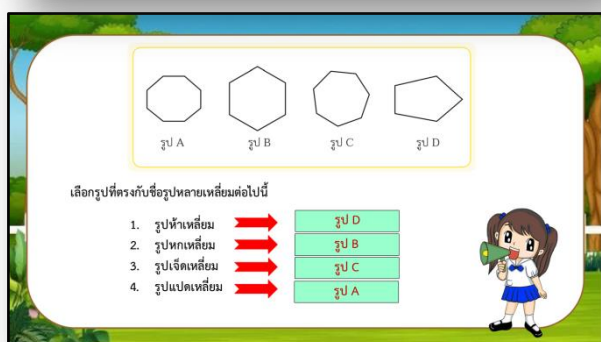 รูป A รูป B รูป C รูป D
เลือกรูปที่ตรงกับชื่อรูปหลายเหลี่ยมต่อไปนี้
1. รูปห้าเหลี่ยม รูป D
2. รูปหกเหลี่ยม รูป B
3. รูปเจ็ดเหลี่ยม รูป C
4. รูปแปดเหลี่ยม รูป A